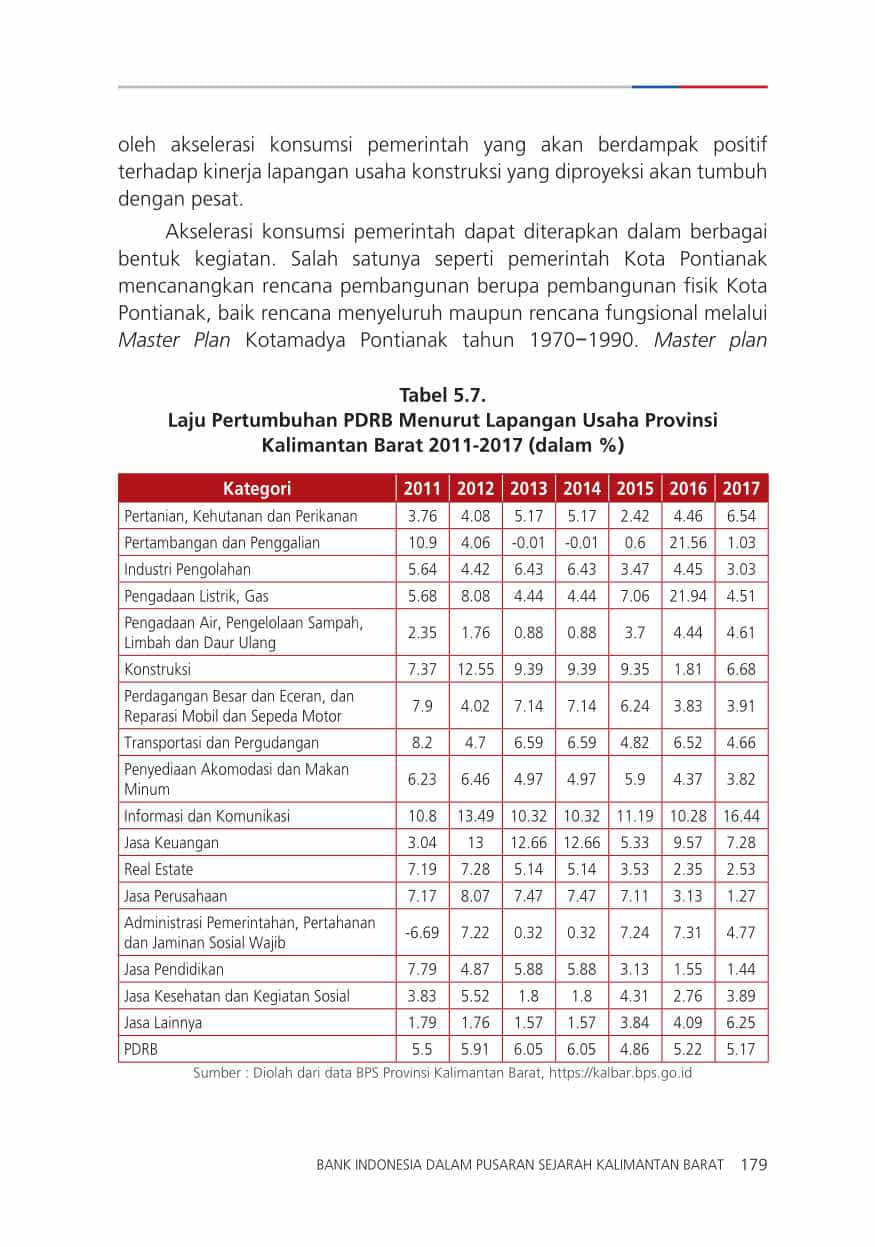 oleh akselerasi konsumsi pemerintah yang akan berdampak positif
terhadap kinerja lapangan usaha konstruksi yang diproyeksi akan tumbuh
dengan pesat.
Akselerasi konsumsi pemerintah dapat diterapkan dalam berbagai
bentuk kegiatan. Salah satunya seperti pemerintah Kota Pontianak
mencanangkan rencana pembangunan berupa pembangunan fisik Kota
Pontianak, baik rencana menyeluruh maupun rencana fungsional melalui
Master Plan Kotamadya Pontianak tahun 1970–1990. Master plan
Tabel 5.7.
Laju Pertumbuhan PDRB Menurut Lapangan Usaha Provinsi
Kalimantan Barat 2011-2017 (dalam %)
Kategori 2011 2012 2013 2014 2015 2016 2017
Pertanian, Kehutanan dan Perikanan 3.76 4.08 5.17 5.17 2.42 4.46 6.54
Pertambangan dan Penggalian 10.9 4.06 -0.01 -0.01 0.6 21.56 1.03
Industri Pengolahan 5.64 4.42 6.43 6.43 3.47 4.45 3.03
Pengadaan Listrik, Gas 5.68 8.08 4.44 4.44 7.06 21.94 4.51
Pengadaan Air, Pengelolaan Sampah,
Limbah dan Daur Ulang 2.35 1.76 0.88 0.88 3.7 4.44 4.61
Konstruksi 7.37 12.55 9.39 9.39 9.35 1.81 6.68
Perdagangan Besar dan Eceran, dan
Reparasi Mobil dan Sepeda Motor 7.9 4.02 7.14 7.14 6.24 3.83 3.91
Transportasi dan Pergudangan 8.2 4.7 6.59 6.59 4.82 6.52 4.66
Penyediaan Akomodasi dan Makan
Minum 6.23 6.46 4.97 4.97 5.9 4.37 3.82
Informasi dan Komunikasi 10.8 13.49 10.32 10.32 11.19 10.28 16.44
Jasa Keuangan 3.04 13 12.66 12.66 5.33 9.57 7.28
Real Estate 7.19 7.28 5.14 5.14 3.53 2.35 2.53
Jasa Perusahaan 7.17 8.07 7.47 7.47 7.11 3.13 1.27
Administrasi Pemerintahan, Pertahanan
dan Jaminan Sosial Wajib -6.69 7.22 0.32 0.32 7.24 7.31 4.77
Jasa Pendidikan 7.79 4.87 5.88 5.88 3.13 1.55 1.44
Jasa Kesehatan dan Kegiatan Sosial 3.83 5.52 1.8 1.8 4.31 2.76 3.89
Jasa Lainnya 1.79 1.76 1.57 1.57 3.84 4.09 6.25
PDRB 5.5 5.91 6.05 6.05 4.86 5.22 5.17
Sumber : Diolah dari data BPS Provinsi Kalimantan Barat, https://kalbar.bps.go.id
BANK INDONESIA DALAM PUSARAN SEJARAH KALIMANTAN BARAT 179